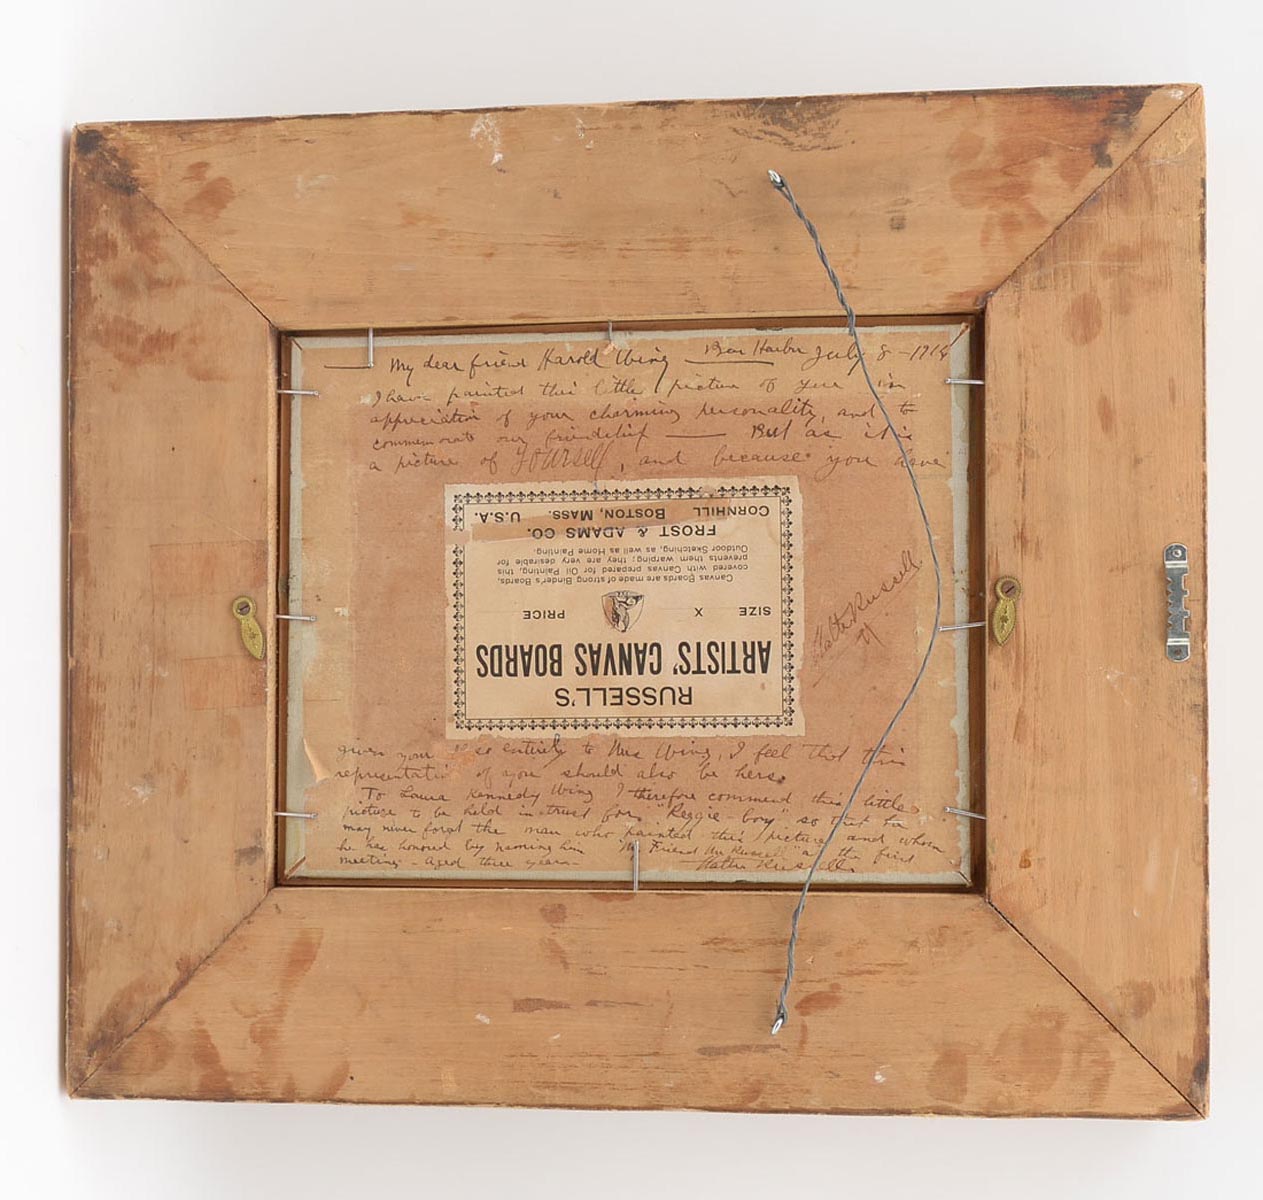 My dear friend Harold Wing — Bar Harbor July 8 - 1914
I have painted this little picture of you in
appreciation of your charming personality, and to
commemorate our friendship — But as it is
a picture of yourself, and because you have
RUSSELL'S
ARTISTS' CANVAS BOARDS
SIZE X PRICE
Canvas Boards are made of strong Binder's Boards,
covered with Canvas prepared for Oil Painting, this
prevents them warping; they are very desirable for
Outdoor Sketching, as well as Home Painting.
FROST & ADAMS CO.
CORNHILL BOSTON, MASS. U.S.A.
Walter Russell
given your so entirely to Mrs Wing, I feel that this
representation of you should also be hers.
To Laura Kennedy Wing I therefore commend this little
picture to be held in trust for "Reggie-boy" so that he
may never forget the man who painted this picture and whom
he has honored by naming him "My Friend Mr Russell" at the first
meeting - Aged three years -
Walter Russell